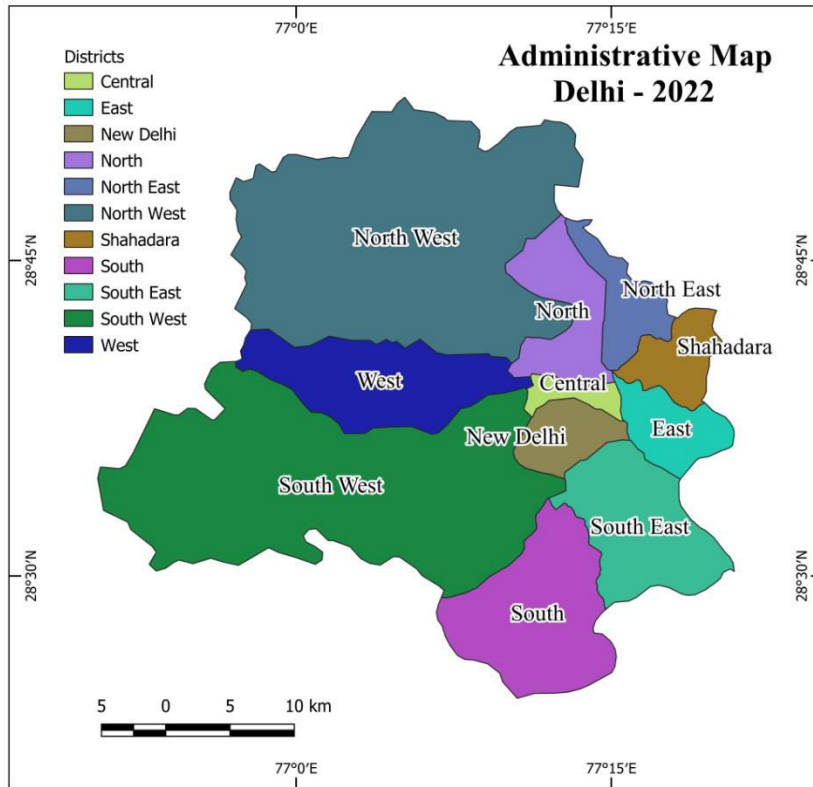 77°0′E
77°15′E
Administrative Map
Delhi - 2022
Districts
Central
East
New Delhi
North
North East
North West
Shahadara
South
South East
South West
West
28°45′N
28°45′N
North West
North
North East
Shahadara
West
Central
New Delhi
East
South West
South East
South
28°30′N
28°30′N
5 0 5 10 km
77°0′E
77°15′E